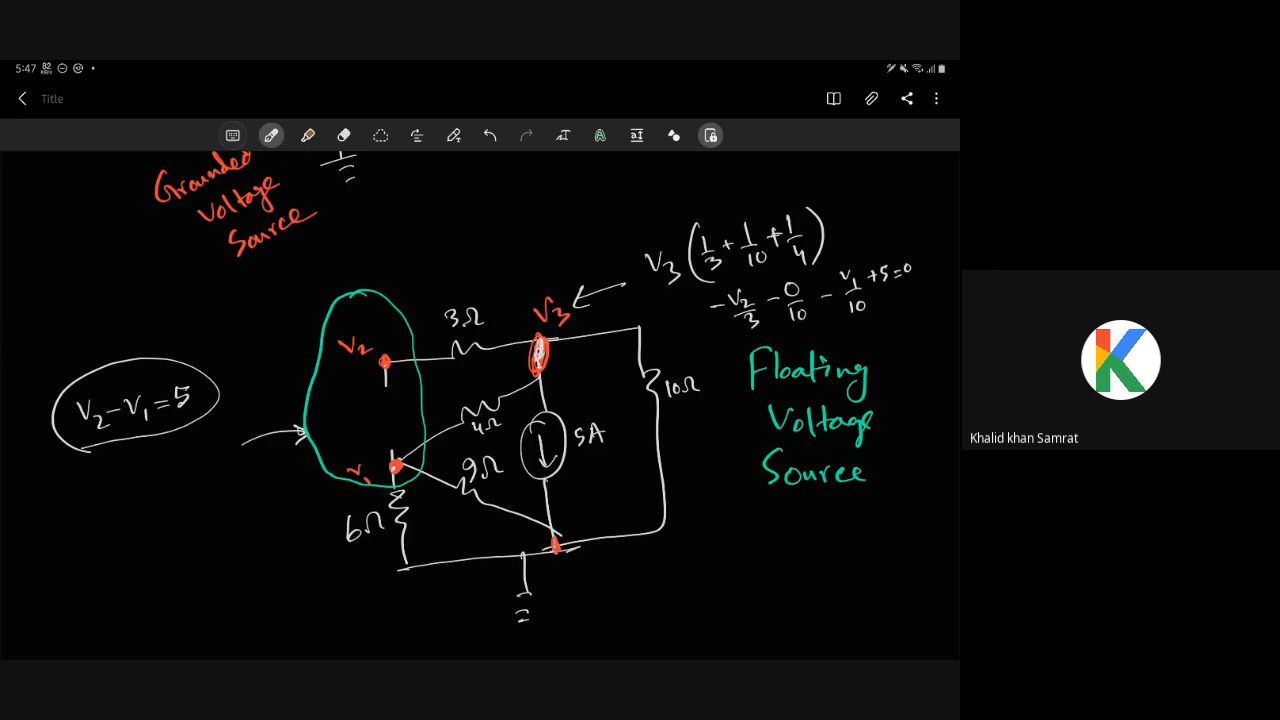 5:47 82 KB/s
Title
Grounded
Voltage
Source
V3 (1/3 + 1/10 + 1/4)
- V2/3 - 0/10 - V1/10 + 5 = 0
V3
3Ω
V2
10Ω
Floating
Voltage
Source
V2 - V1 = 5
4Ω
5A
V1
9Ω
6Ω
K
Khalid khan Samrat